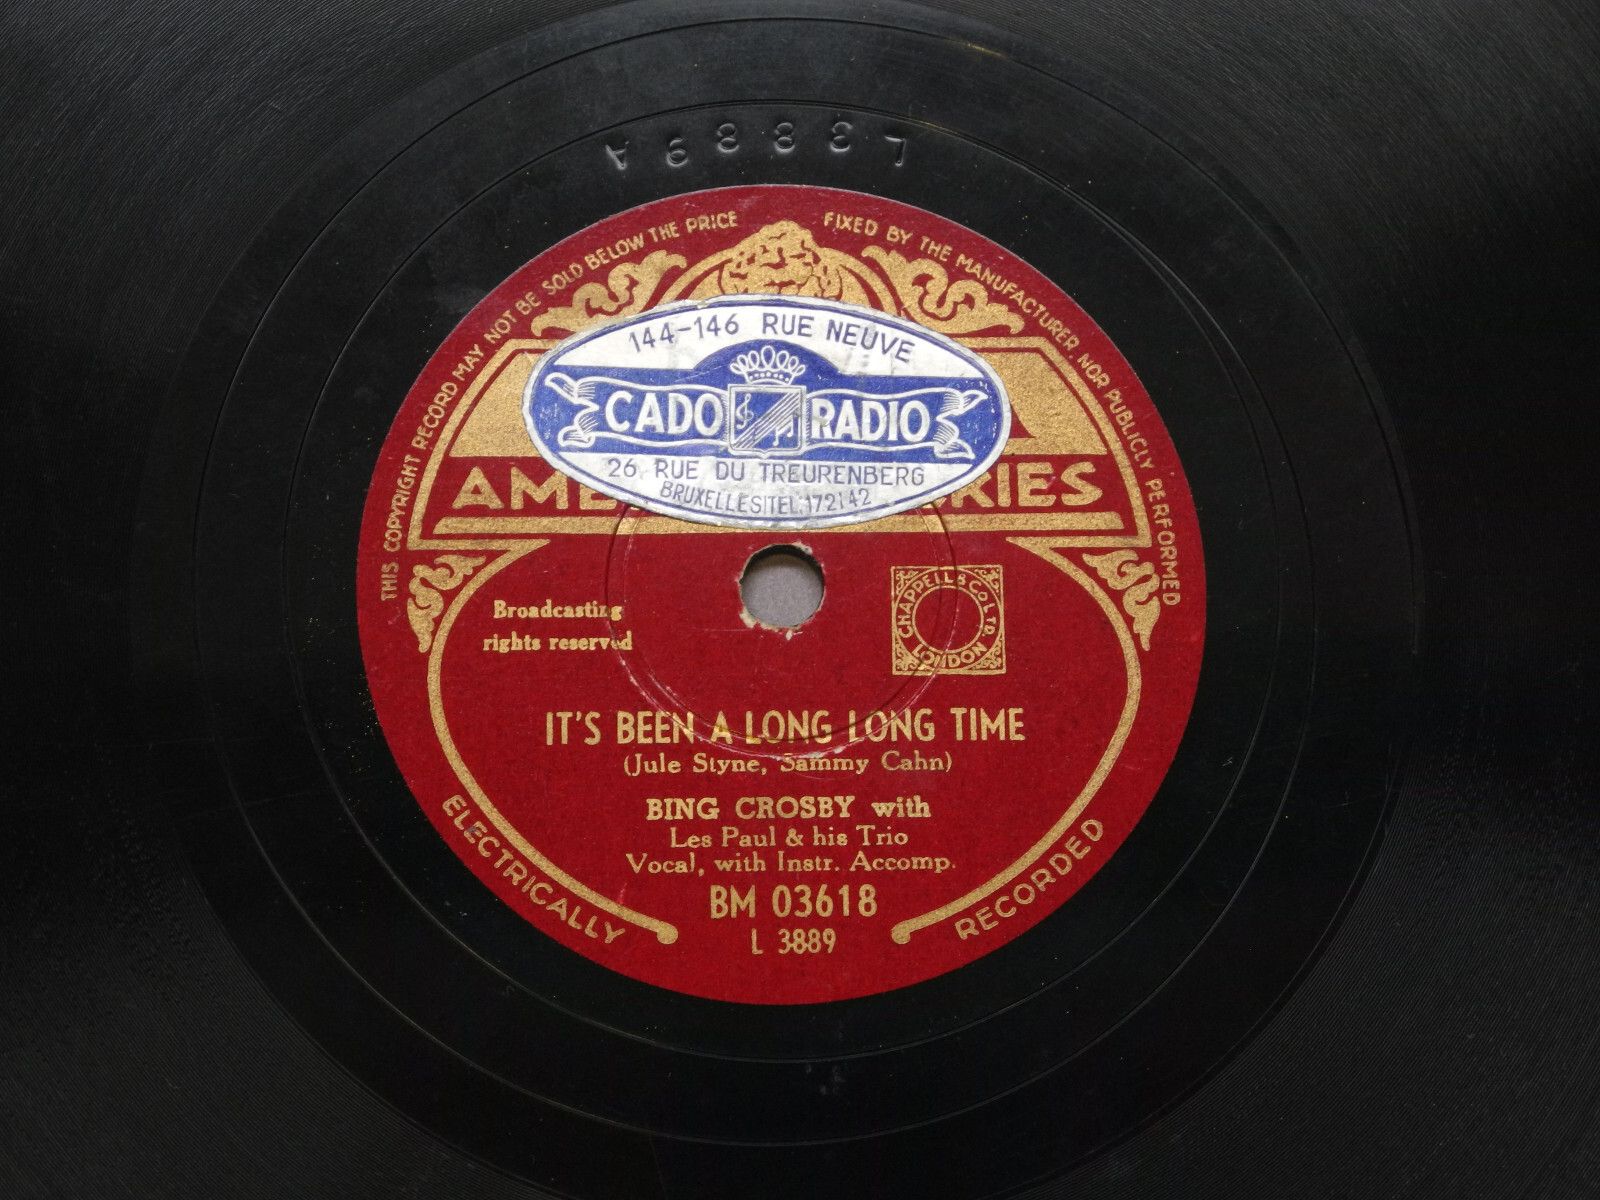 L 3889A
THIS COPYRIGHT RECORD MAY NOT BE SOLD BELOW THE PRICE FIXED BY THE MANUFACTURER, NOR PUBLICLY PERFORMED
144-146 RUE NEUVE
CADO RADIO
26, RUE DU TREURENBERG
BRUXELLES TEL. 172142
Broadcasting
rights reserved
CHAPPELL & CO LTD.
LONDON
IT'S BEEN A LONG LONG TIME
(Jule Styne, Sammy Cahn)
BING CROSBY with
Les Paul & his Trio
Vocal, with Instr. Accomp.
BM 03618
L 3889
ELECTRICALLY RECORDED